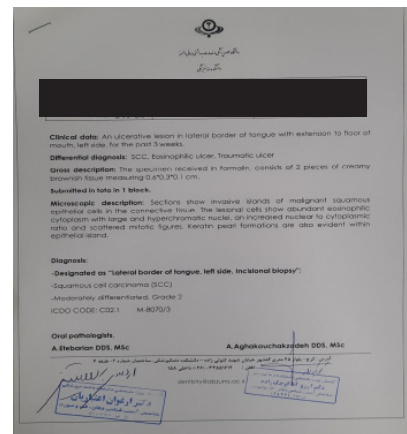 Clinical data: An ulcerative lesion in lateral border of tongue with extension to floor of
mouth, left side, for the past 3 weeks.
Differential diagnosis: SCC, Eosinophilic ulcer, Traumatic ulcer
Gross description: The specimen received in formalin, consists of 2 pieces of creamy
brownish tissue measuring 0.6*0.3*0.1 cm.
Submitted in toto in 1 block.
Microscopic description: Sections show invasive islands of malignant squamous
epithelial cells in the connective tissue. The lesional cells show abundant eosinophilic
cytoplasm with large and hyperchromatic nuclei, an increased nuclear to cytoplasmic
ratio and scattered mitotic figures. Keratin pearl formations are also evident within
epithelial island.
Diagnosis:
-Designated as "Lateral border of tongue, left side, Incisional biopsy":
-Squamous cell carcinoma (SCC)
-Moderately differentiated, Grade 2
ICDO CODE: C02.1 M-8070/3
Oral pathologists,
A.Etebarian DDS, MSc A.Aghakouchakzadeh DDS, MSc